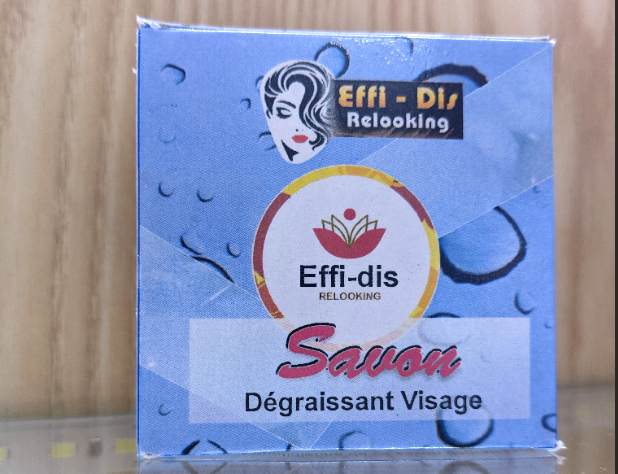 Effi - Dis
Relooking
Effi-dis
RELOOKING
Savon
Dégraissant Visage